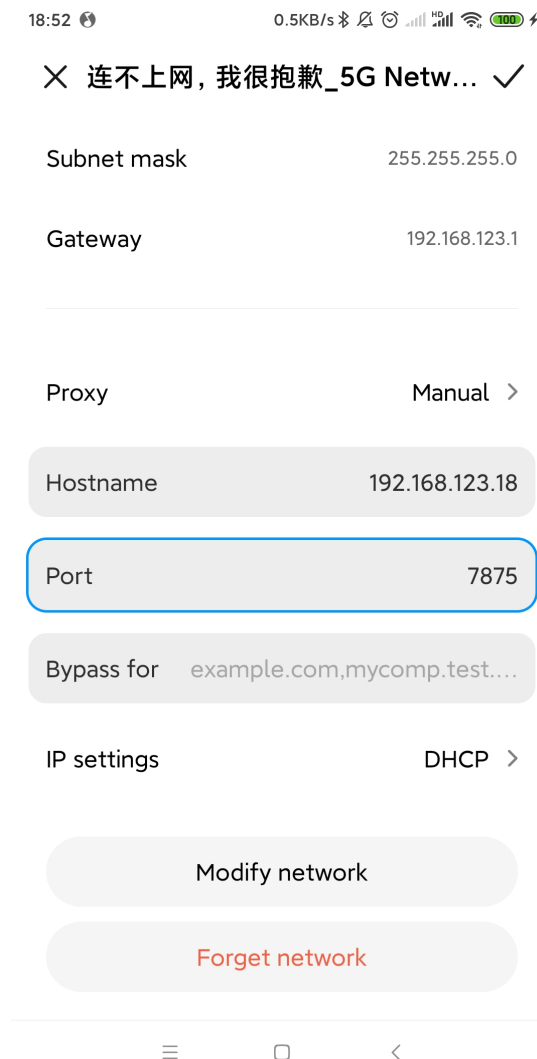 18:52 0.5KB/s HD 100
连不上网，我很抱歉_5G Netw...
Subnet mask 255.255.255.0
Gateway 192.168.123.1
Proxy Manual
Hostname 192.168.123.18
Port 7875
Bypass for example.com,mycomp.test....
IP settings DHCP
Modify network
Forget network